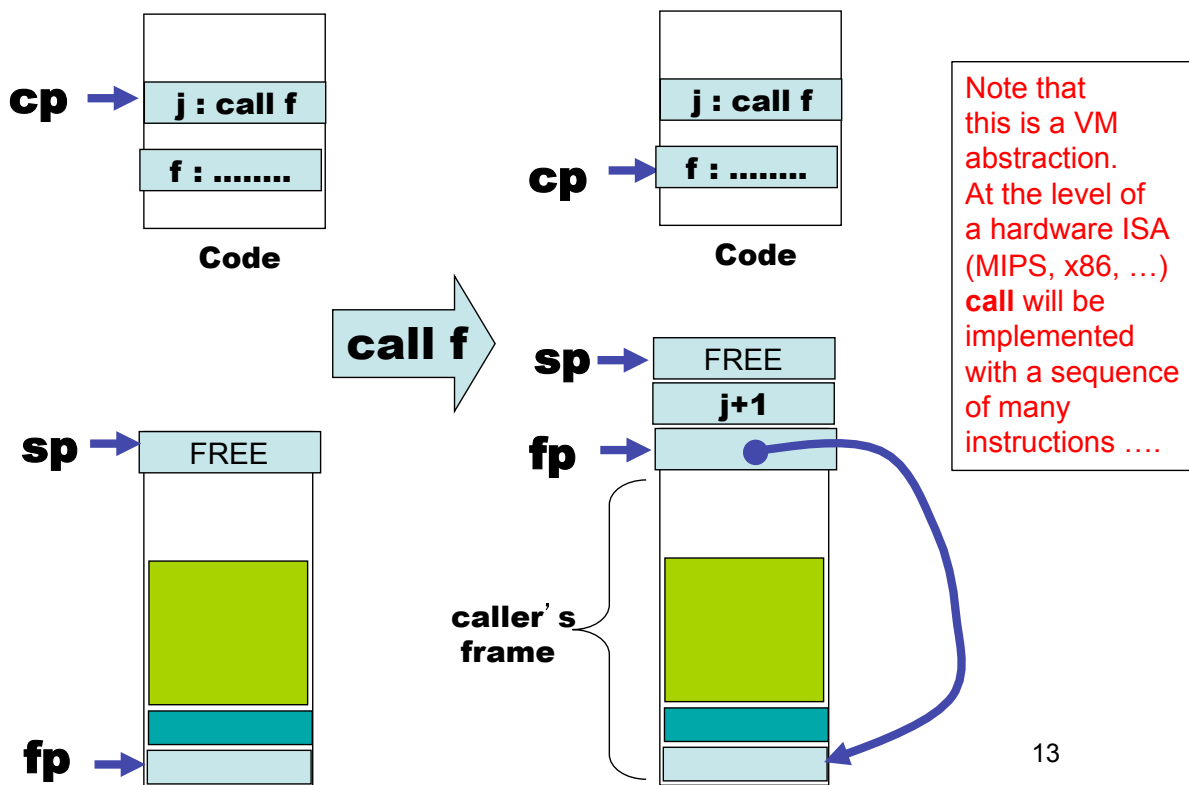 cp
j : call f
f : ........
Code
cp
j : call f
f : ........
Code
Note that
this is a VM
abstraction.
At the level of
a hardware ISA
(MIPS, x86, …)
call will be
implemented
with a sequence
of many
instructions ….
call f
sp
FREE
fp
sp
FREE
j+1
fp
caller's
frame
13